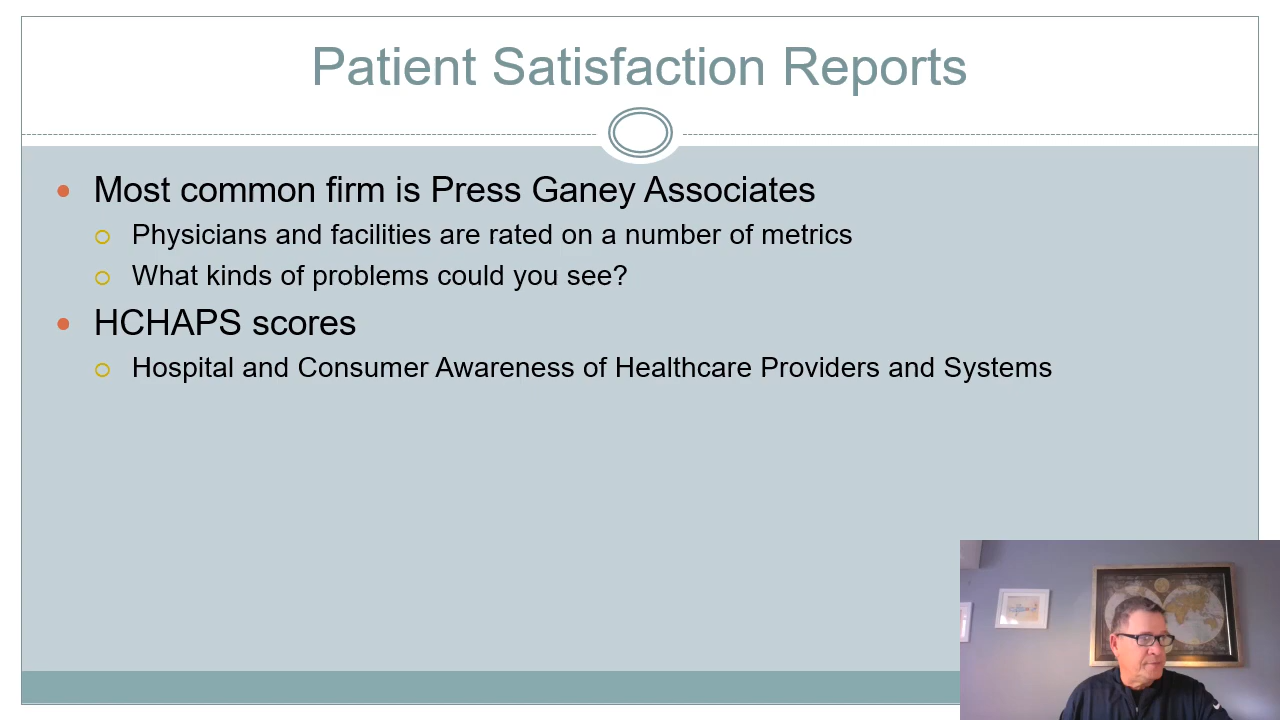 Patient Satisfaction Reports
Most common firm is Press Ganey Associates
Physicians and facilities are rated on a number of metrics
What kinds of problems could you see?
HCHAPS scores
Hospital and Consumer Awareness of Healthcare Providers and Systems